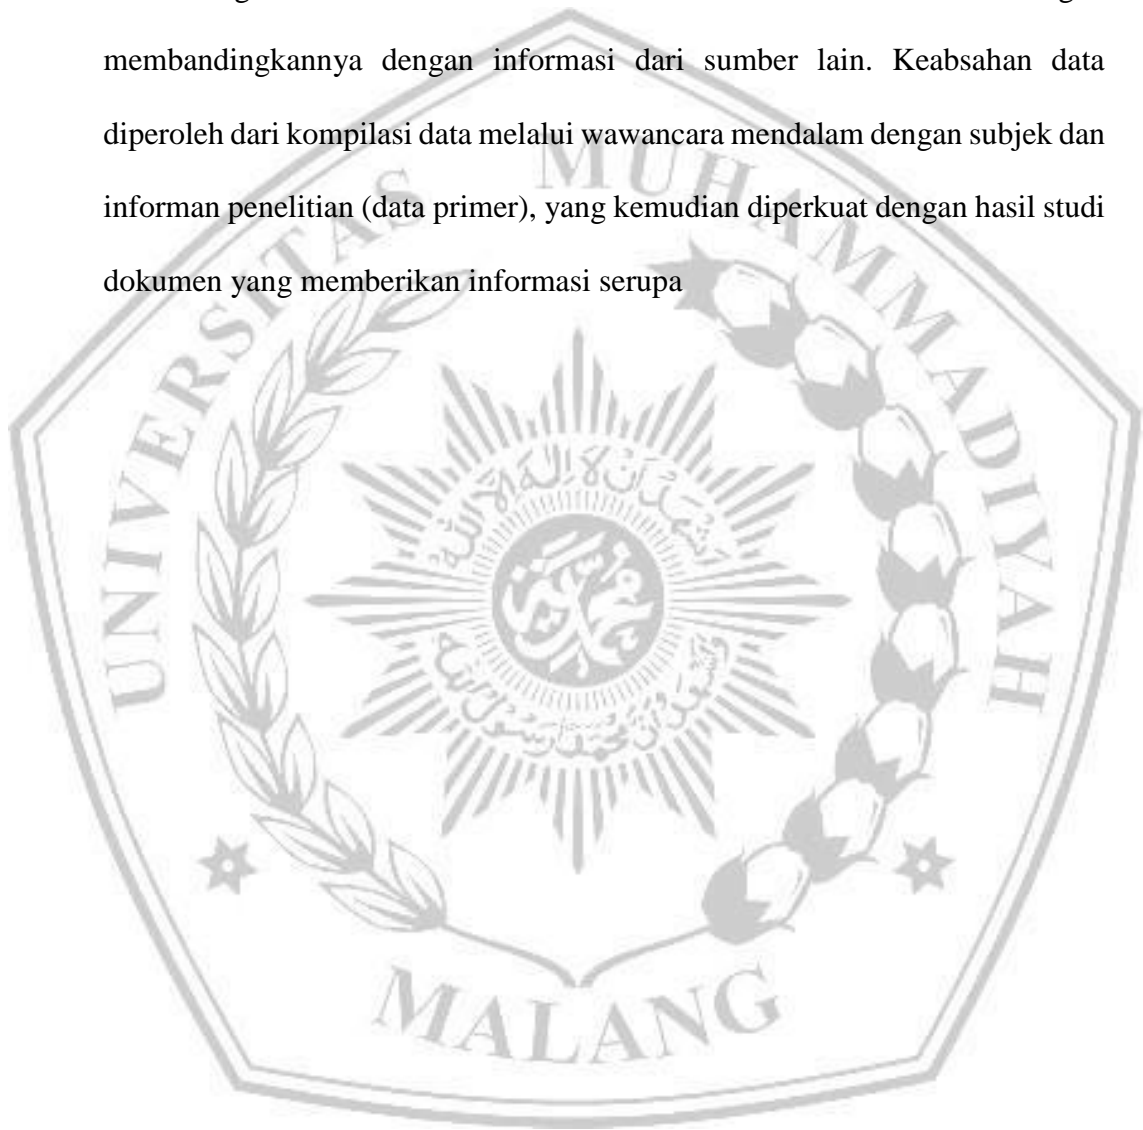 membandingkannya dengan informasi dari sumber lain. Keabsahan data
diperoleh dari kompilasi data melalui wawancara mendalam dengan subjek dan
informan penelitian (data primer), yang kemudian diperkuat dengan hasil studi
dokumen yang memberikan informasi serupa
UNIVERSITAS MUHAMMADIYAH
MALANG